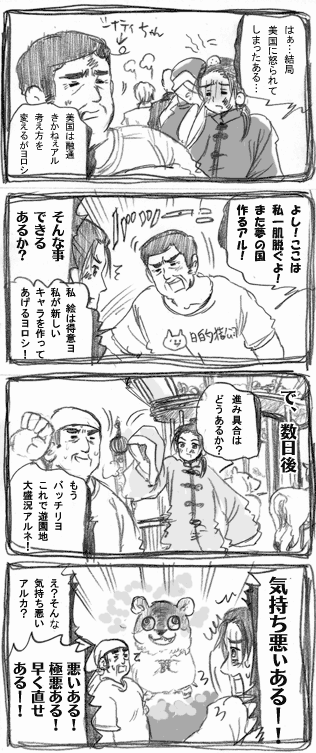 はぁ…結局
美国に怒られて
しまったある…
チナティちゃん
美国は融通
きかねぇアル
考え方を
変えるがヨロシ
よし！ここは
私一肌脱ぐよ！
また夢の国
作るアル！
そんな事
できる
あるか？
私 絵は得意ヨ
私が新しい
キャラを作って
あげるヨロシ！
で、数日後
進み具合は
どうあるか？
もう
バッチリヨ
これで遊園地
大盛況アルネ！
気持ち悪ぃある！！
え？そんな
気持ち悪い
アルカ？
悪いある！
極悪ある！
早く直せ
ある！！